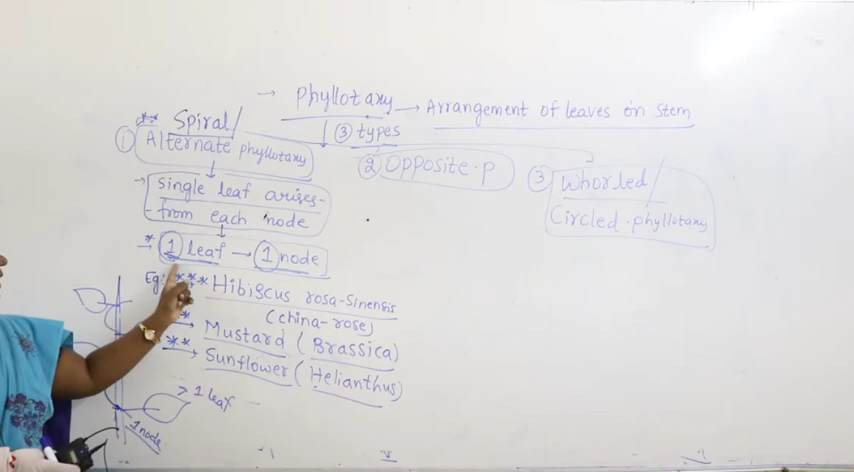 → Phyllotaxy → Arrangement of leaves on stem
③ types
** Spiral/
① Alternate phyllotaxy
② Opposite.p
③ Whorled/
Circled.phyllotaxy
→ single leaf arises
- from each node
* → 1 leaf → 1 node
Eg: *** Hibiscus rosa-Sinensis
(china-rose)
* → Mustard (Brassica)
** → Sunflower (Helianthus)
→ 1 leaf
1 node